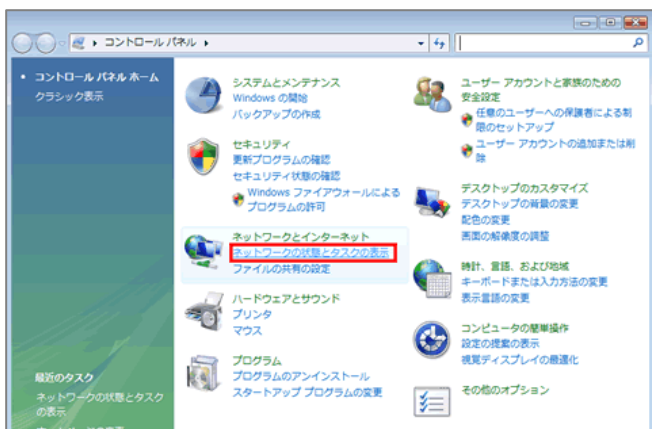 コントロール パネル
コントロール パネル ホーム
クラシック表示
最近のタスク
ネットワークの状態とタスク
の表示
システムとメンテナンス
Windows の開始
バックアップの作成
セキュリティ
更新プログラムの確認
セキュリティ状態の確認
Windows ファイアウォールによる
プログラムの許可
ネットワークとインターネット
ネットワークの状態とタスクの表示
ファイルの共有の設定
ハードウェアとサウンド
プリンタ
マウス
プログラム
プログラムのアンインストール
スタートアップ プログラムの変更
ユーザー アカウントと家族のための
安全設定
任意のユーザーへの保護者による制
限のセットアップ
ユーザー アカウントの追加または削
除
デスクトップのカスタマイズ
デスクトップの背景の変更
配色の変更
画面の解像度の調整
時計、言語、および地域
キーボードまたは入力方法の変更
表示言語の変更
コンピュータの簡単操作
設定の提案の表示
視覚ディスプレイの最適化
その他のオプション